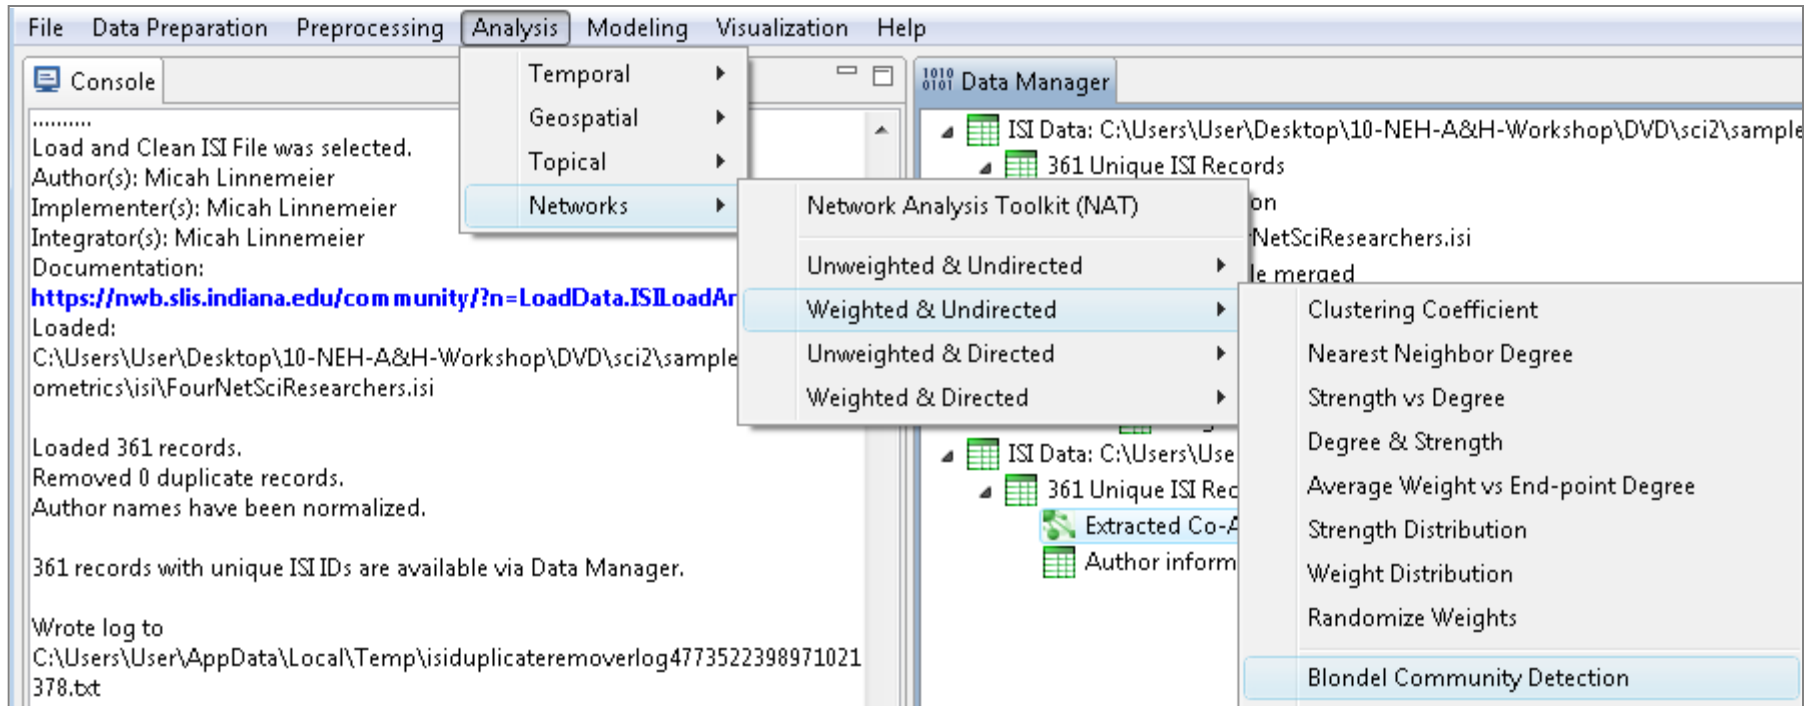 File Data Preparation Preprocessing Analysis Modeling Visualization Help
Console
..........
Load and Clean ISI File was selected.
Author(s): Micah Linnemeier
Implementer(s): Micah Linnemeier
Integrator(s): Micah Linnemeier
Documentation:
https://nwb.slis.indiana.edu/community/?n=LoadData.ISILoadAn
Loaded:
C:\Users\User\Desktop\10-NEH-A&H-Workshop\DVD\sci2\sample
ometrics\isi\FourNetSciResearchers.isi
Loaded 361 records.
Removed 0 duplicate records.
Author names have been normalized.
361 records with unique ISI IDs are available via Data Manager.
Wrote log to
C:\Users\User\AppData\Local\Temp\isiduplicateremoverlog4773522398971021
378.txt
Temporal
Geospatial
Topical
Networks
Network Analysis Toolkit (NAT)
Unweighted & Undirected
Weighted & Undirected
Unweighted & Directed
Weighted & Directed
Clustering Coefficient
Nearest Neighbor Degree
Strength vs Degree
Degree & Strength
Average Weight vs End-point Degree
Strength Distribution
Weight Distribution
Randomize Weights
Blondel Community Detection
1010
0101 Data Manager
ISI Data: C:\Users\User\Desktop\10-NEH-A&H-Workshop\DVD\sci2\sample
361 Unique ISI Records
on
NetSciResearchers.isi
le merged
ISI Data: C:\Users\Use
361 Unique ISI Rec
Extracted Co-A
Author inform